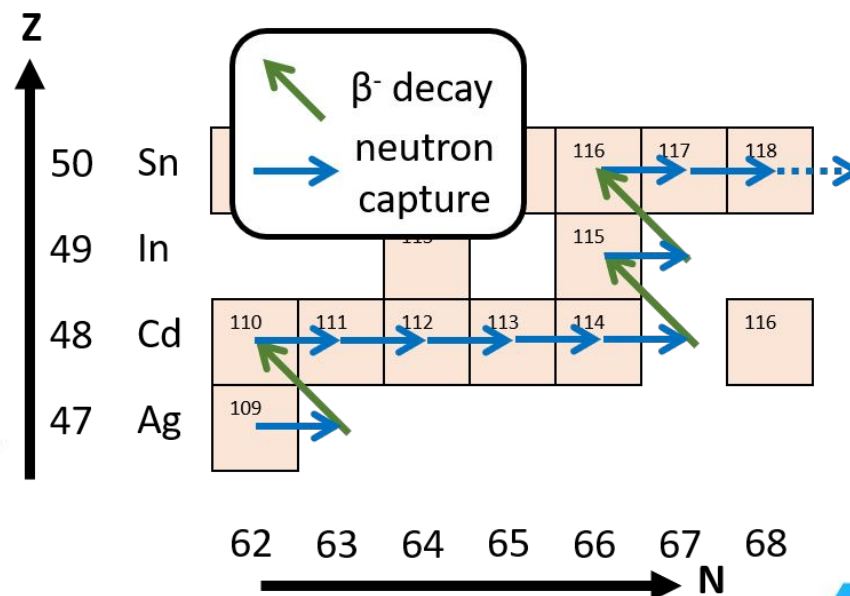 Z
β⁻ decay
neutron
capture
50 Sn 116 117 118
49 In 115
48 Cd 110 111 112 113 114 116
47 Ag 109
62 63 64 65 66 67 68
N